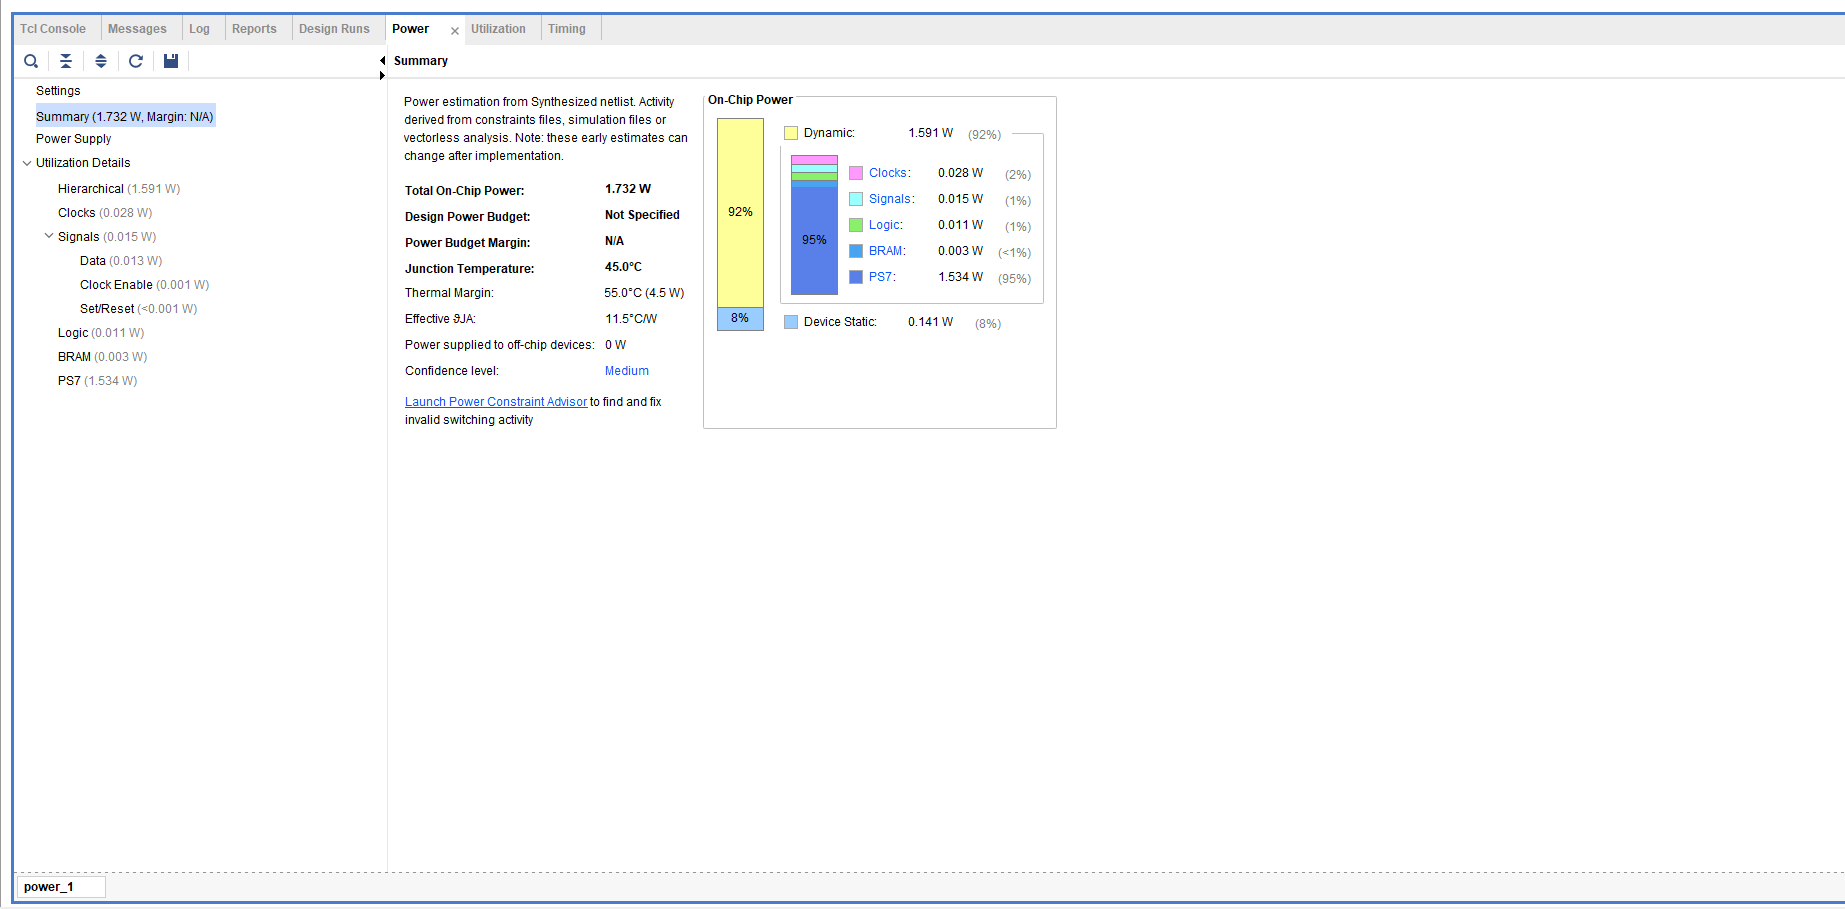 Tcl Console Messages Log Reports Design Runs Power Utilization Timing
Summary
Settings
Summary (1.732 W, Margin: N/A)
Power Supply
Utilization Details
Hierarchical (1.591 W)
Clocks (0.028 W)
Signals (0.015 W)
Data (0.013 W)
Clock Enable (0.001 W)
Set/Reset (<0.001 W)
Logic (0.011 W)
BRAM (0.003 W)
PS7 (1.534 W)
Power estimation from Synthesized netlist. Activity
derived from constraints files, simulation files or
vectorless analysis. Note: these early estimates can
change after implementation.
Total On-Chip Power: 1.732 W
Design Power Budget: Not Specified
Power Budget Margin: N/A
Junction Temperature: 45.0°C
Thermal Margin: 55.0°C (4.5 W)
Effective ϑJA: 11.5°C/W
Power supplied to off-chip devices: 0 W
Confidence level: Medium
Launch Power Constraint Advisor to find and fix
invalid switching activity
On-Chip Power
92%
8%
Dynamic: 1.591 W (92%)
95%
Clocks: 0.028 W (2%)
Signals: 0.015 W (1%)
Logic: 0.011 W (1%)
BRAM: 0.003 W (<1%)
PS7: 1.534 W (95%)
Device Static: 0.141 W (8%)
power_1